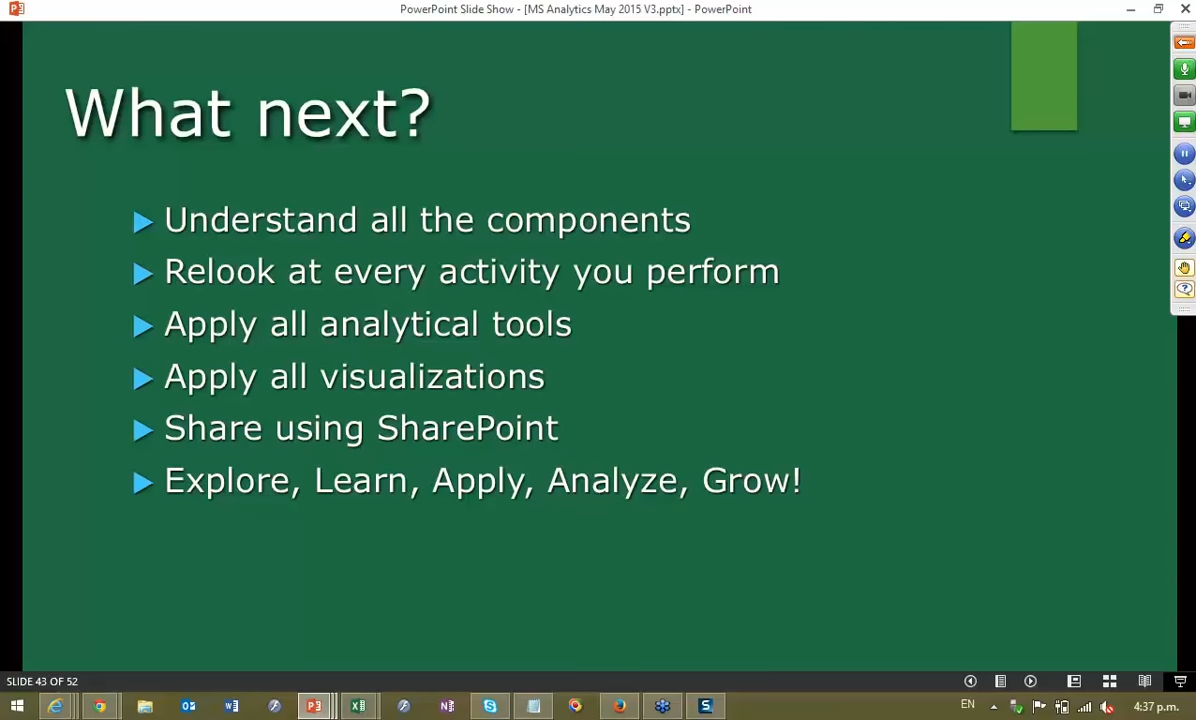 PowerPoint Slide Show - [MS Analytics May 2015 V3.pptx] - PowerPoint
What next?
Understand all the components
Relook at every activity you perform
Apply all analytical tools
Apply all visualizations
Share using SharePoint
Explore, Learn, Apply, Analyze, Grow!
SLIDE 43 OF 52
EN
4:37 p.m.